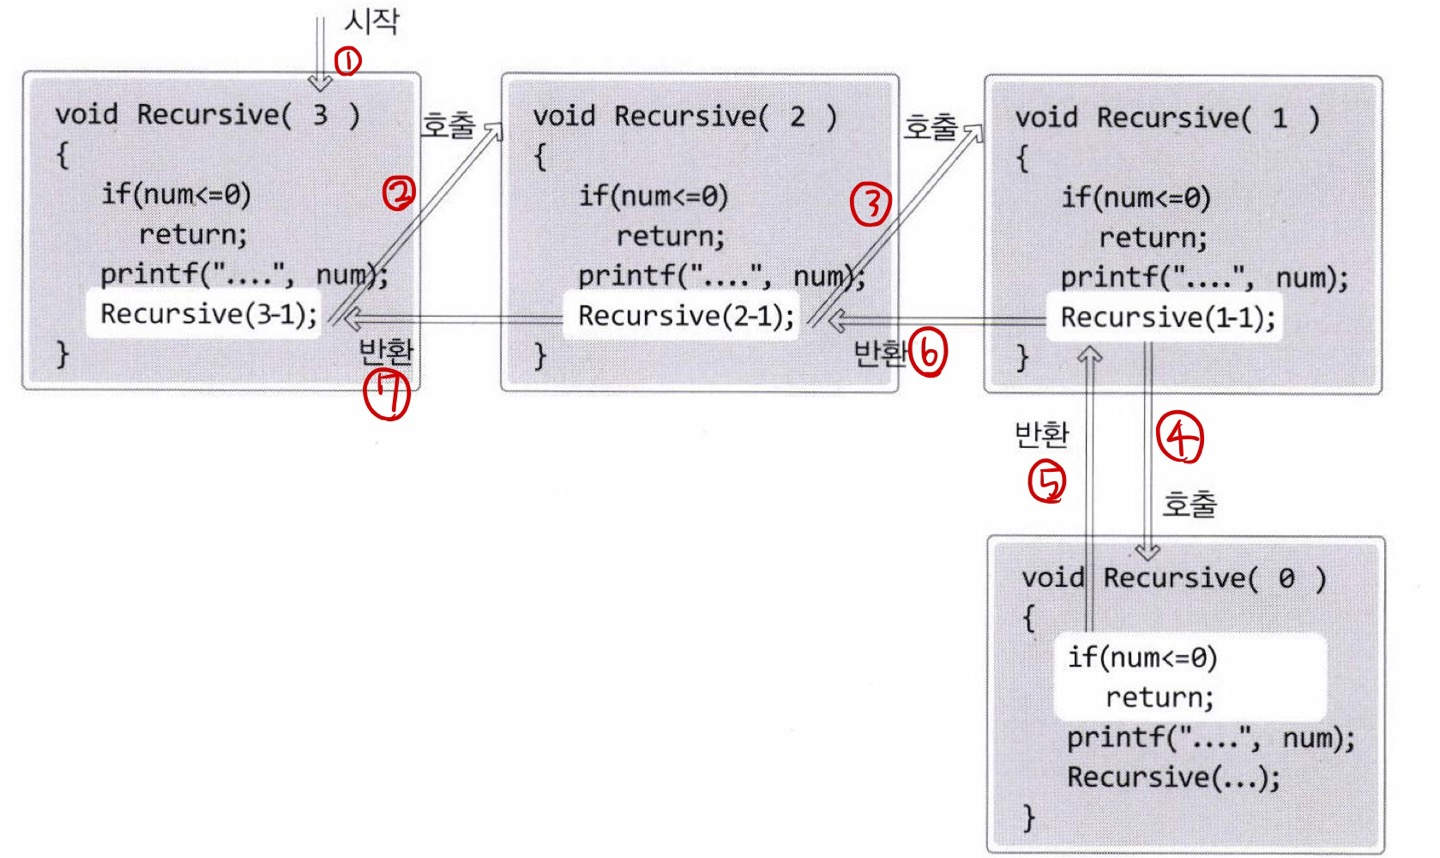 시작
①
void Recursive( 3 )
{
if(num<=0)
return;
printf("....", num);
Recursive(3-1);
}
호출
②
void Recursive( 2 )
{
if(num<=0)
return;
printf("....", num);
Recursive(2-1);
}
호출
③
void Recursive( 1 )
{
if(num<=0)
return;
printf("....", num);
Recursive(1-1);
}
④
호출
void Recursive( 0 )
{
if(num<=0)
return;
printf("....", num);
Recursive(...);
}
반환
⑤
반환
⑥
반환
⑦